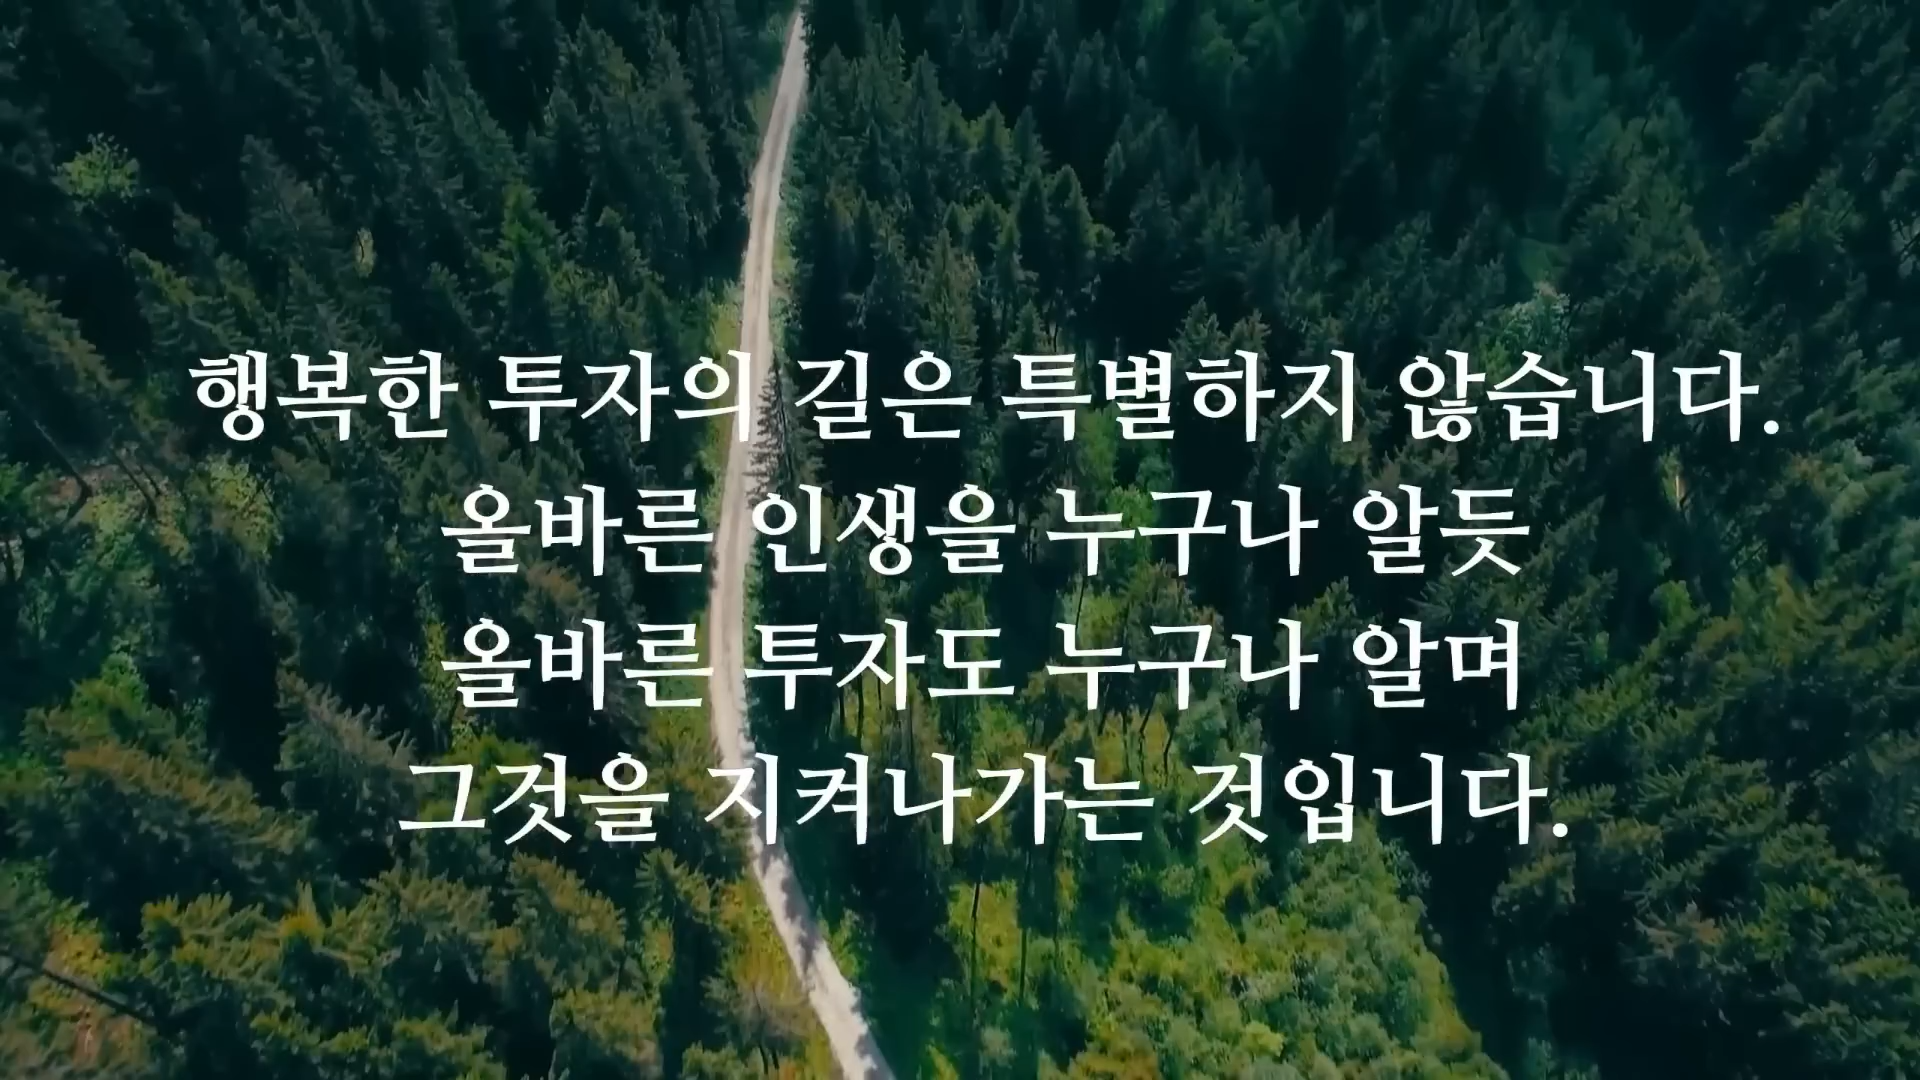 행복한 투자의 길은 특별하지 않습니다.
올바른 인생을 누구나 알듯
올바른 투자도 누구나 알며
그것을 지켜나가는 것입니다.